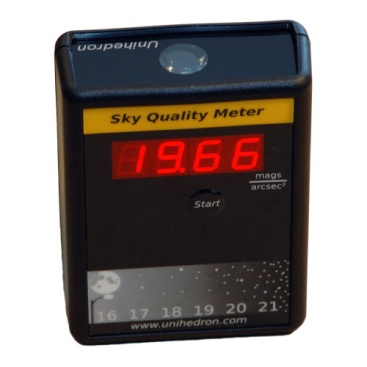 Unihedron
Sky Quality Meter
19.66
mags
arcsec²
Start
16 17 18 19 20 21
www.unihedron.com